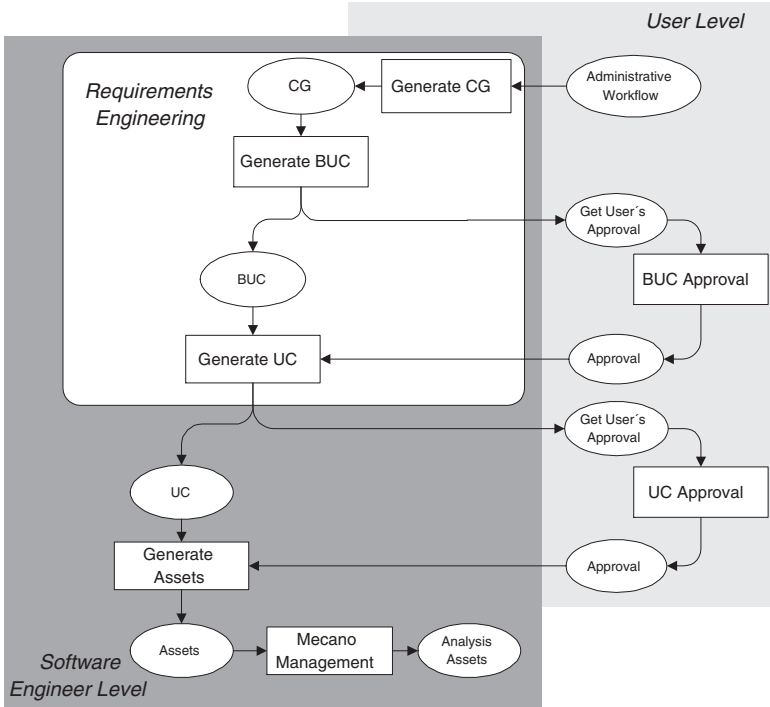 User Level
Requirements
Engineering
CG
Generate CG
Administrative
Workflow
Generate BUC
Get User´s
Approval
BUC
BUC Approval
Generate UC
Approval
Get User´s
Approval
UC
UC Approval
Generate
Assets
Approval
Assets
Mecano
Management
Analysis
Assets
Software
Engineer Level